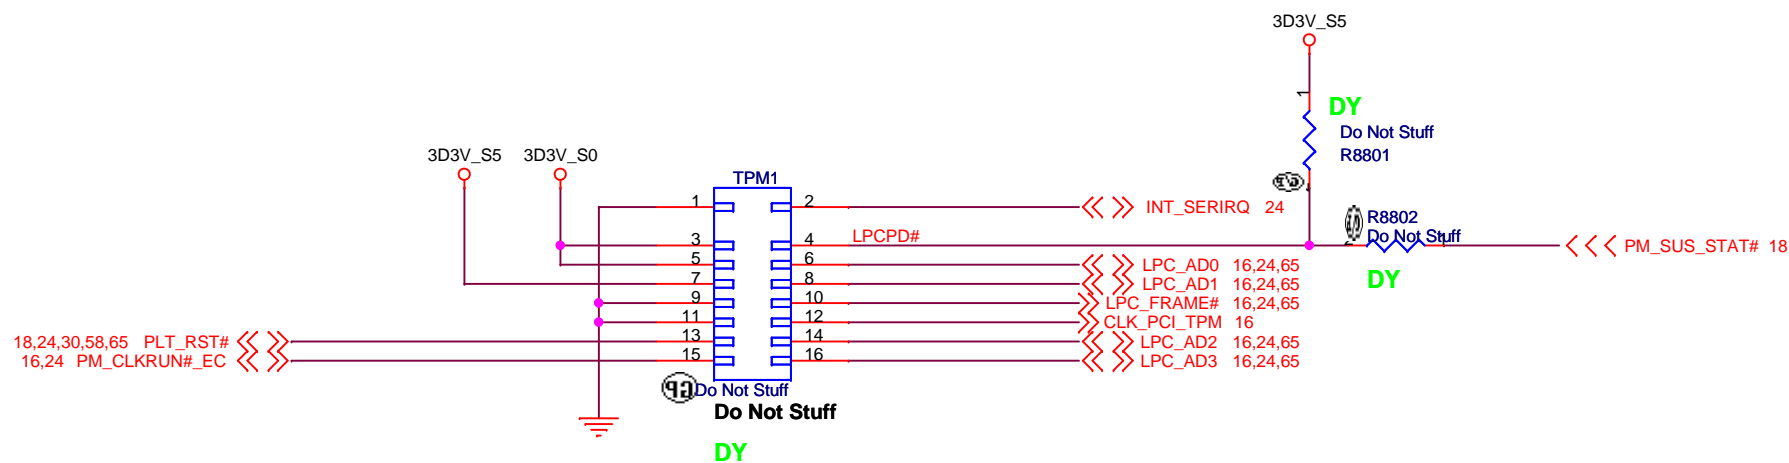 3D3V_S5
1
DY
Do Not Stuff
R8801
3D3V_S5 3D3V_S0
TPM1
1 2 INT_SERIRQ 24
R8802
Do Not Stuff
3 4 LPCPD# PM_SUS_STAT# 18
5 6 LPC_AD0 16,24,65
7 8 LPC_AD1 16,24,65
DY
9 10 LPC_FRAME# 16,24,65
11 12 CLK_PCI_TPM 16
18,24,30,58,65 PLT_RST# 13 14 LPC_AD2 16,24,65
16,24 PM_CLKRUN#_EC 15 16 LPC_AD3 16,24,65
GP Do Not Stuff
Do Not Stuff
DY